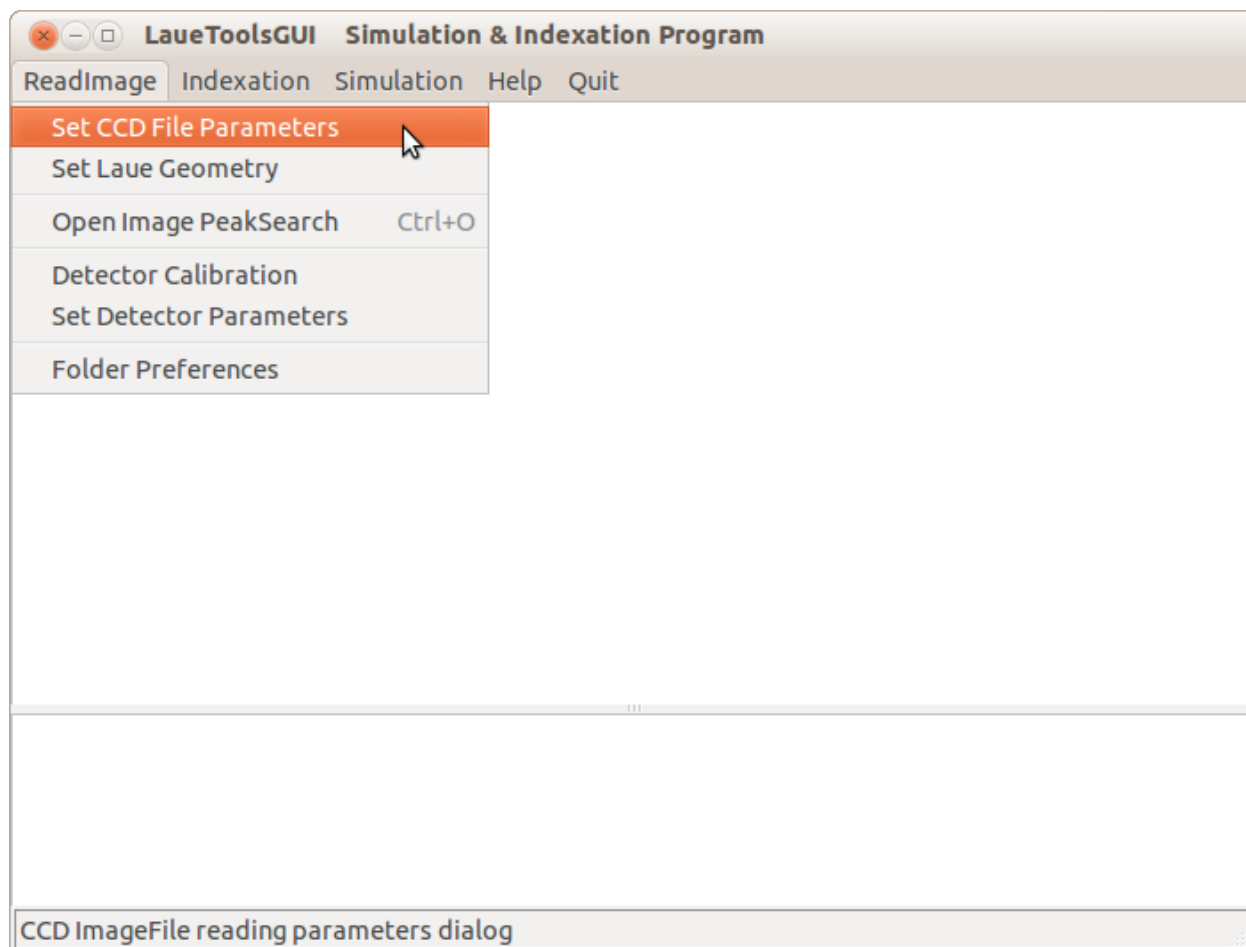 LaueToolsGUI Simulation & Indexation Program
ReadImage Indexation Simulation Help Quit
Set CCD File Parameters
Set Laue Geometry
Open Image PeakSearch Ctrl+O
Detector Calibration
Set Detector Parameters
Folder Preferences
CCD ImageFile reading parameters dialog